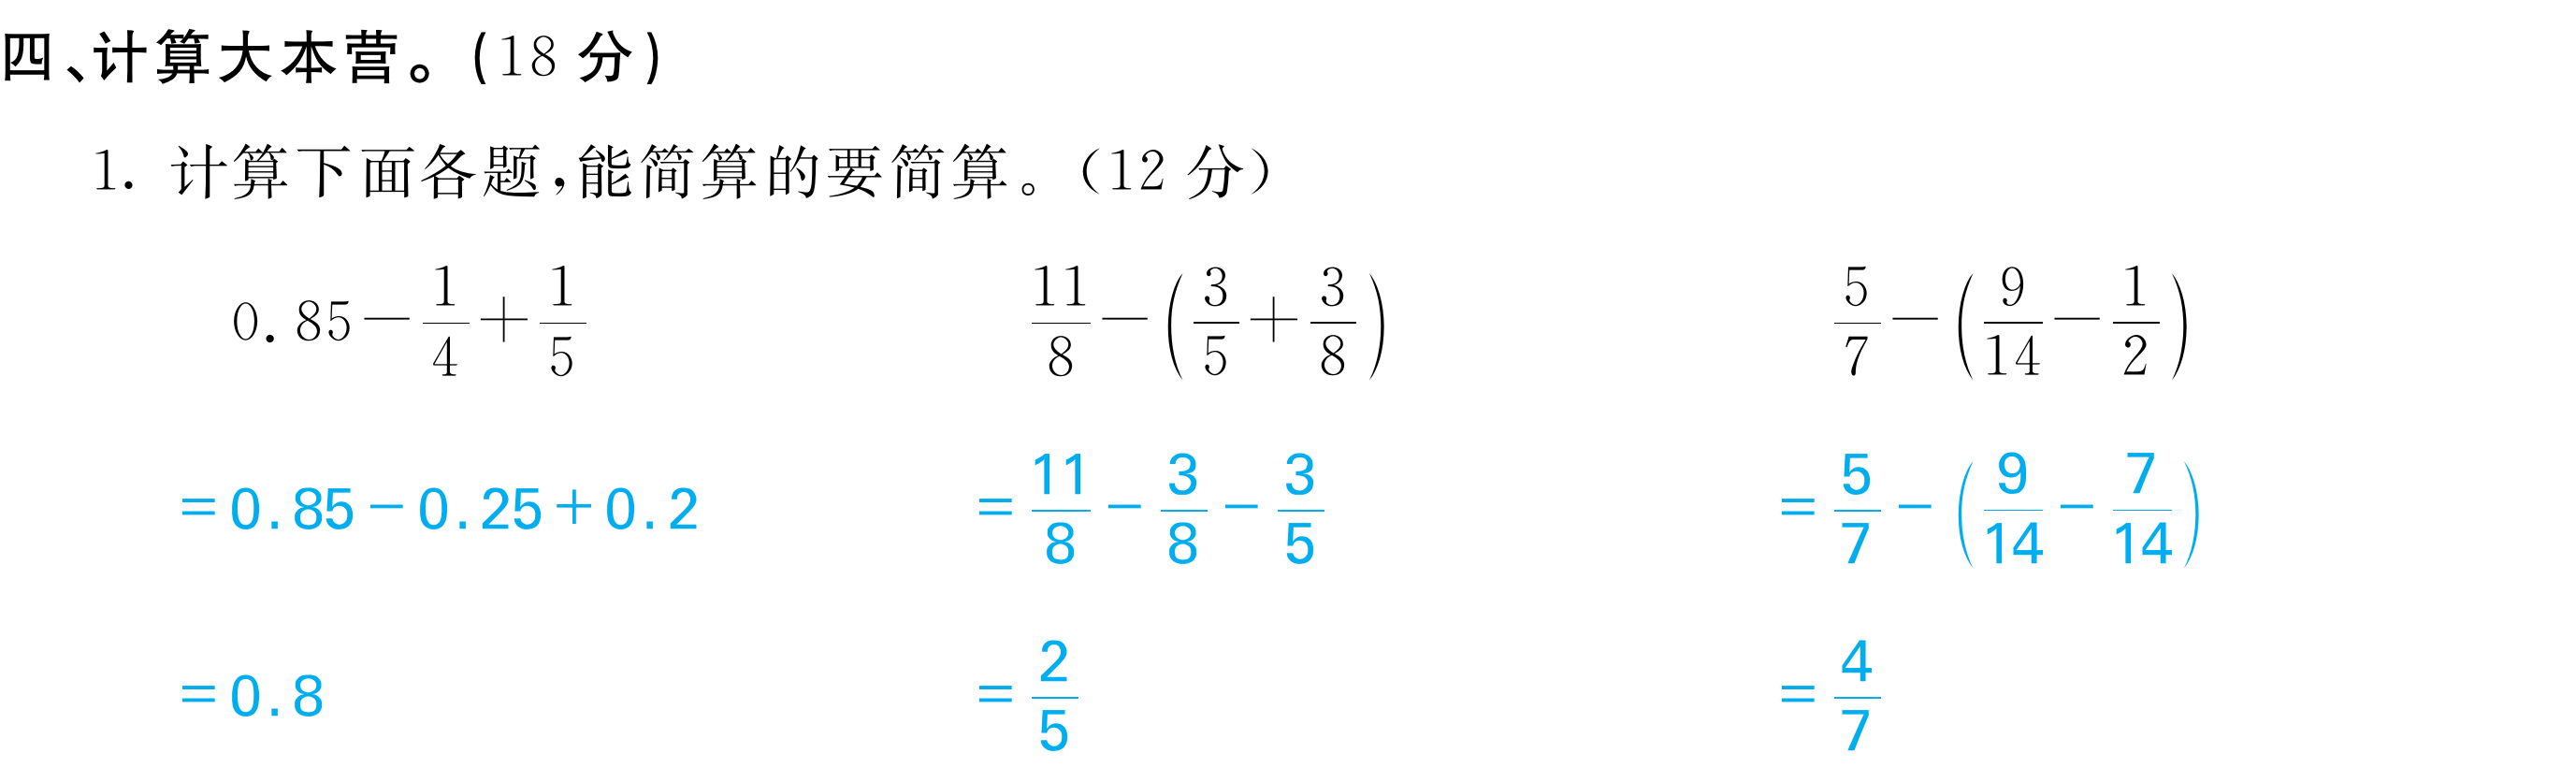 四、计算大本营。(18 分)
1. 计算下面各题,能简算的要简算。(12 分)
0.85-1/4+1/5 11/8-(3/5+3/8) 5/7-(9/14-1/2)
=0.85-0.25+0.2 =11/8-3/8-3/5 =5/7-(9/14-7/14)
=0.8 =2/5 =4/7